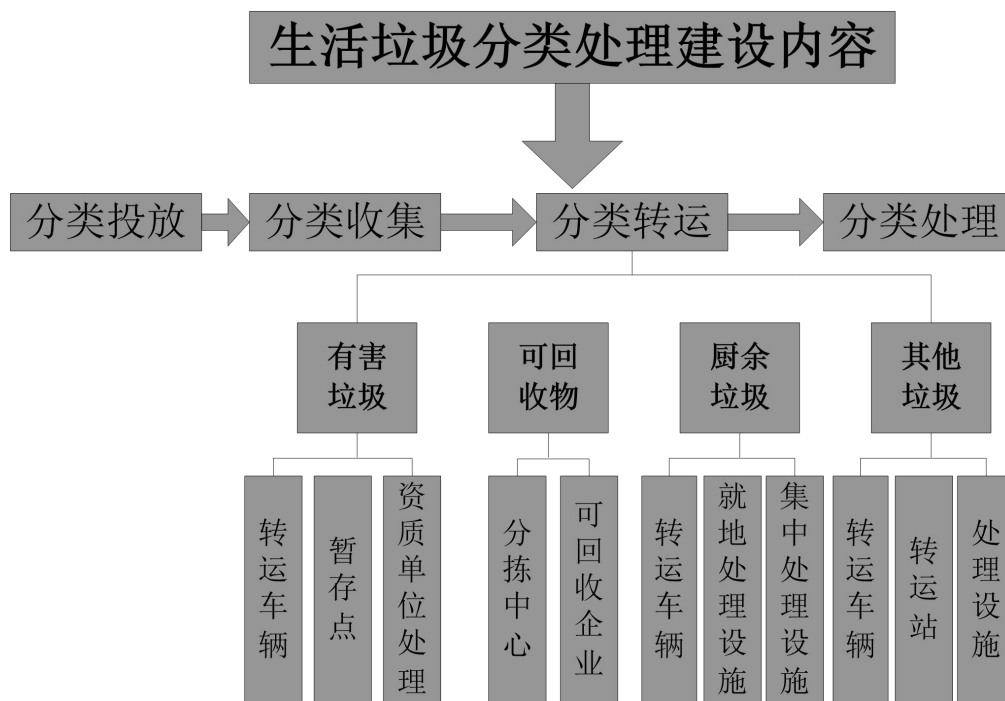 生活垃圾分类处理建设内容
分类投放
分类收集
分类转运
分类处理
有害
垃圾
可回
收物
厨余
垃圾
其他
垃圾
转运车辆
暂存点
资质单位处理
分拣中心
可回收企业
转运车辆
就地处理设施
集中处理设施
转运车辆
转运站
处理设施